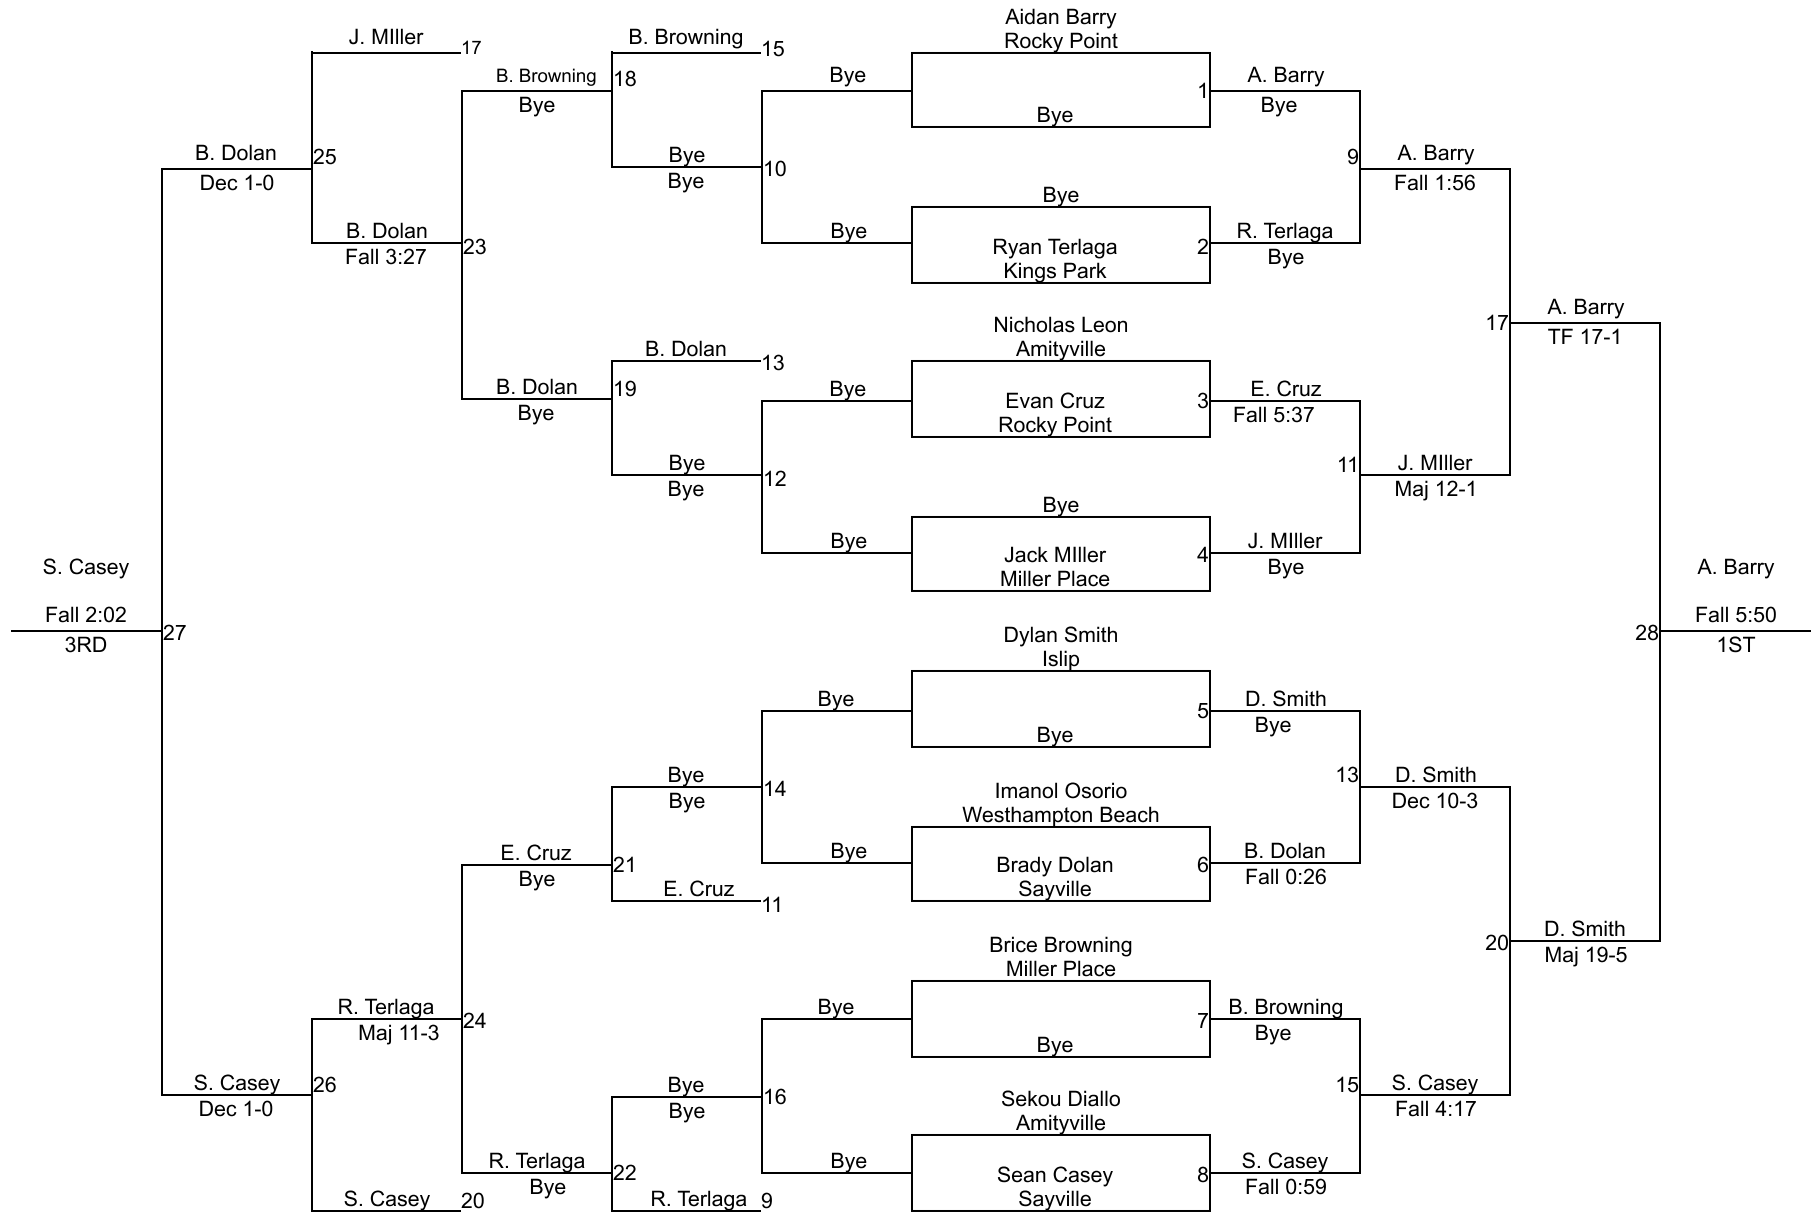 Aidan Barry
Rocky Point
J. MIller
17
B. Browning
15
B. Browning
18
Bye
Bye
1
A. Barry
Bye
Bye
Bye
B. Dolan
25
Dec 1-0
Bye
Bye
10
9
A. Barry
Fall 1:56
Bye
B. Dolan
Fall 3:27
23
Bye
Ryan Terlaga
Kings Park
2
R. Terlaga
Bye
Nicholas Leon
Amityville
17
A. Barry
TF 17-1
B. Dolan
13
B. Dolan
19
Bye
Bye
Evan Cruz
Rocky Point
3
E. Cruz
Fall 5:37
Bye
Bye
12
11
J. MIller
Maj 12-1
Bye
Bye
Jack MIller
Miller Place
4
J. MIller
Bye
S. Casey
Fall 2:02
3RD
27
A. Barry
Fall 5:50
1ST
28
Dylan Smith
Islip
Bye
5
D. Smith
Bye
Bye
Bye
Bye
14
13
D. Smith
Dec 10-3
Imanol Osorio
Westhampton Beach
E. Cruz
Bye
21
Bye
Brady Dolan
Sayville
6
B. Dolan
Fall 0:26
E. Cruz
11
20
D. Smith
Maj 19-5
Brice Browning
Miller Place
R. Terlaga
Maj 11-3
24
Bye
7
B. Browning
Bye
Bye
S. Casey
Dec 1-0
26
Bye
Bye
16
15
S. Casey
Fall 4:17
Sekou Diallo
Amityville
R. Terlaga
Bye
22
Bye
Sean Casey
Sayville
8
S. Casey
Fall 0:59
S. Casey
20
R. Terlaga
9